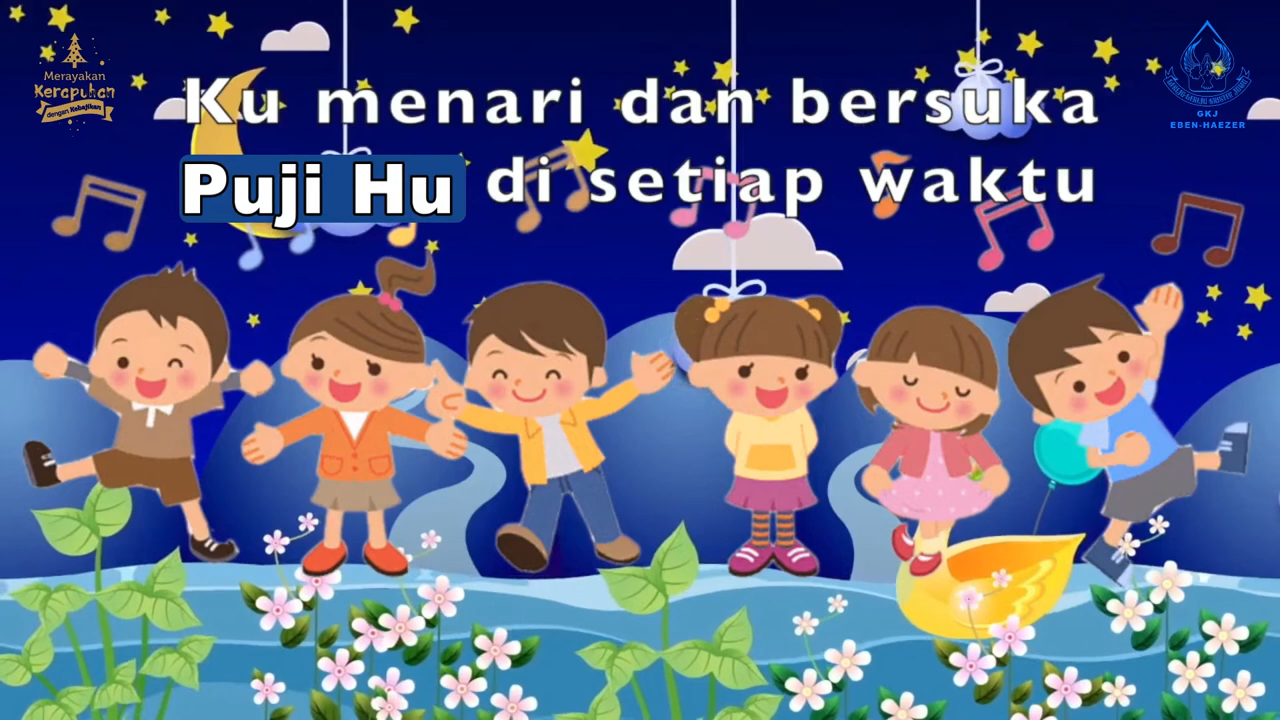 Merayakan
Kerapuhan
dengan Kebajikan
Ku menari dan bersuka
Puji Hu di setiap waktu
GKJ
EBEN-HAEZER